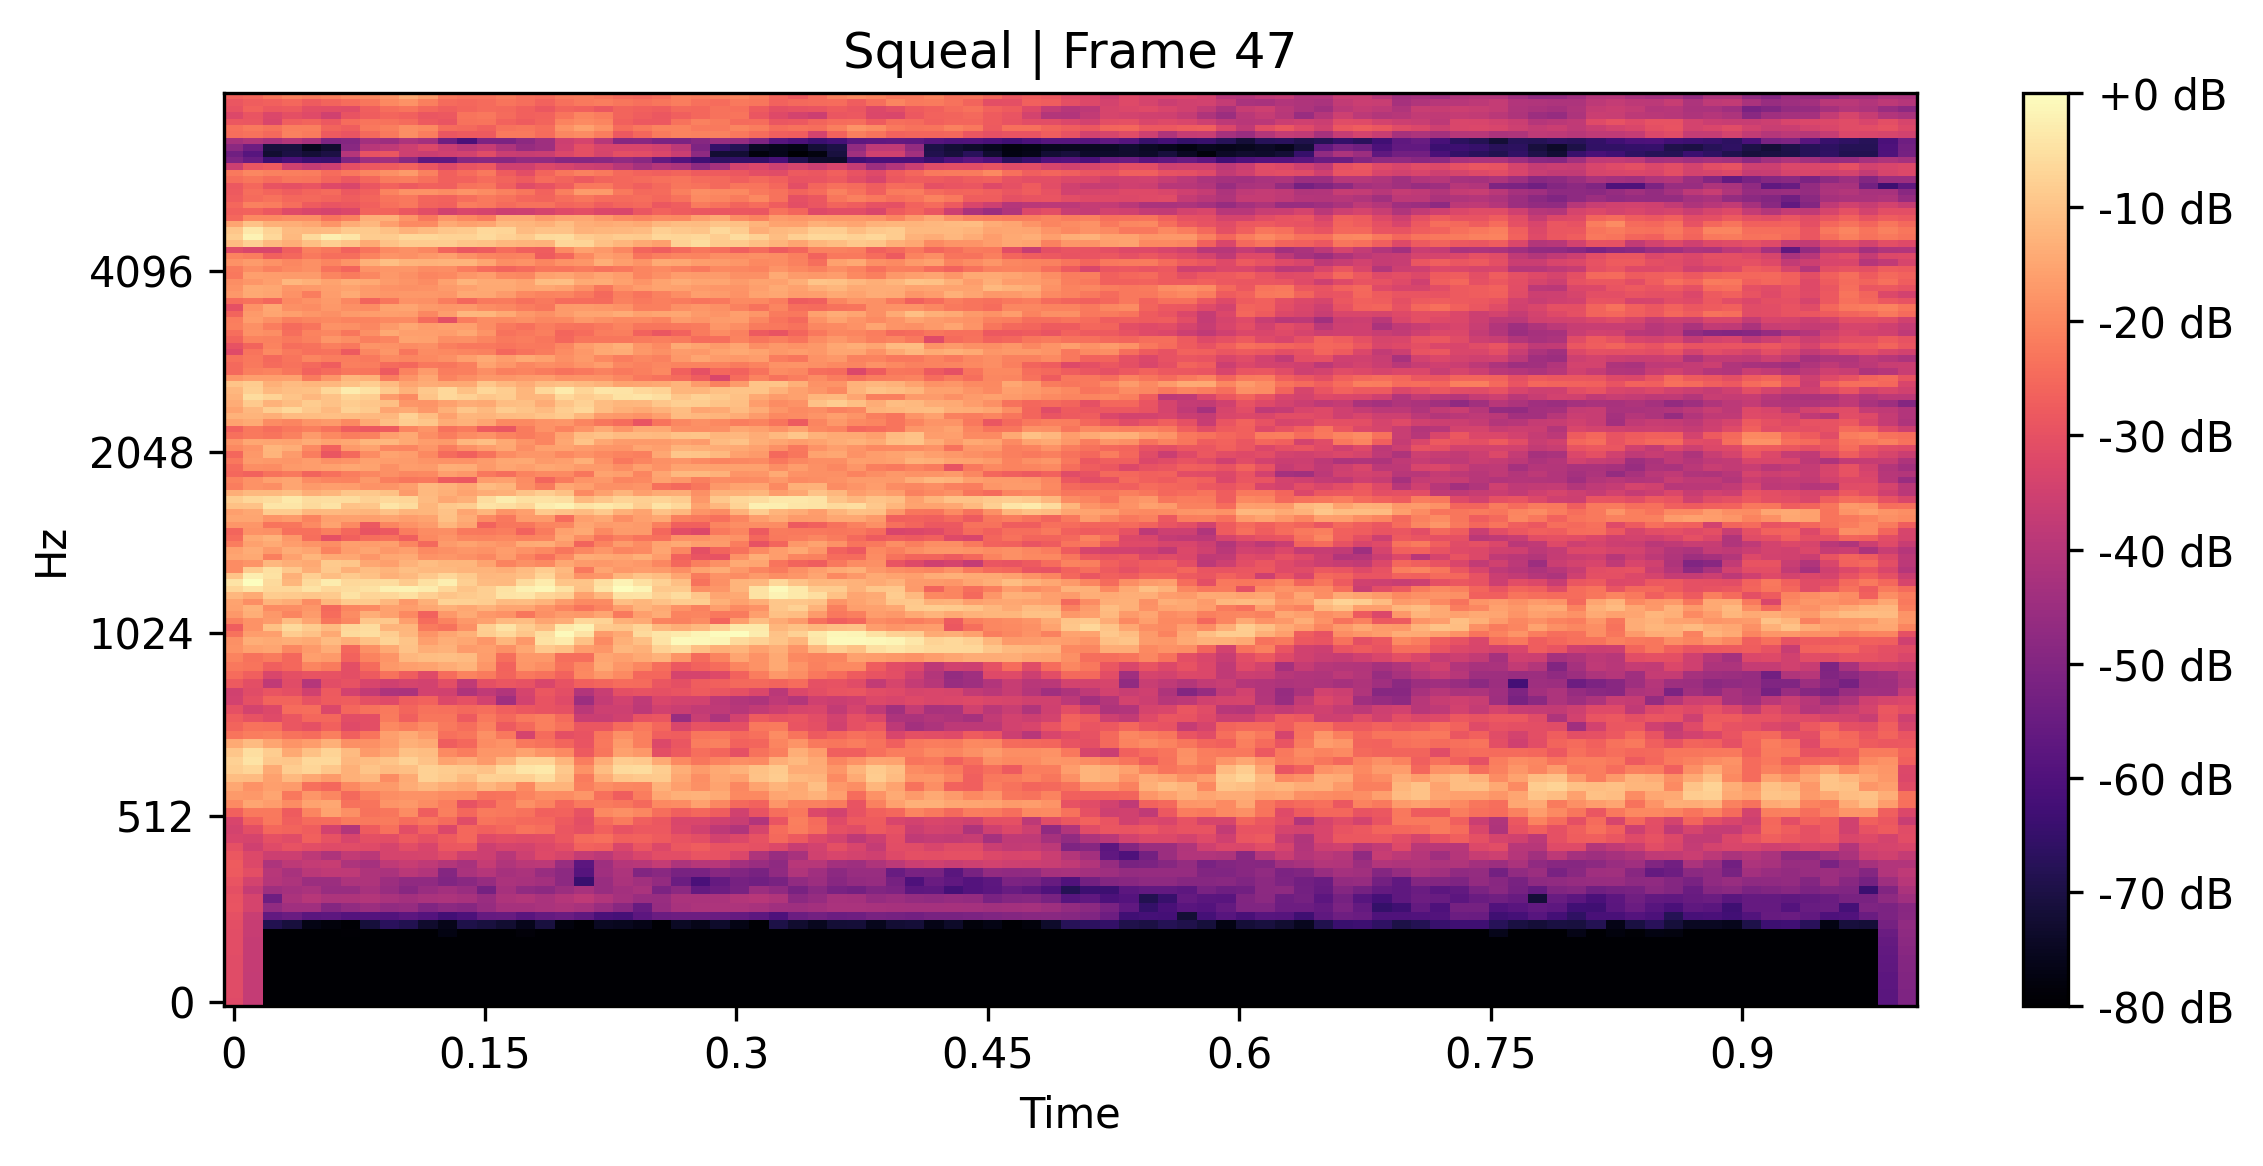 Squeal | Frame 47
+0 dB
-10 dB
-20 dB
-30 dB
-40 dB
-50 dB
-60 dB
-70 dB
-80 dB
Hz
4096
2048
1024
512
0
0 0.15 0.3 0.45 0.6 0.75 0.9
Time